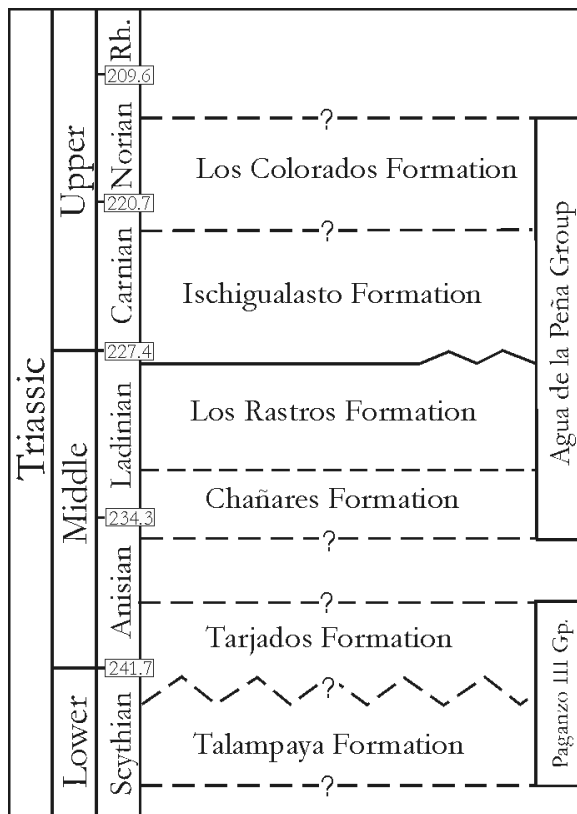 Triassic
Upper
Middle
Lower
Rh.
209.6
Norian
220.7
Carnian
227.4
Ladinian
234.3
Anisian
241.7
Scythian
?
Los Colorados Formation
?
Ischigualasto Formation
Los Rastros Formation
Chañares Formation
?
?
Tarjados Formation
?
Talampaya Formation
?
Agua de la Peña Group
Paganzo III Gp.